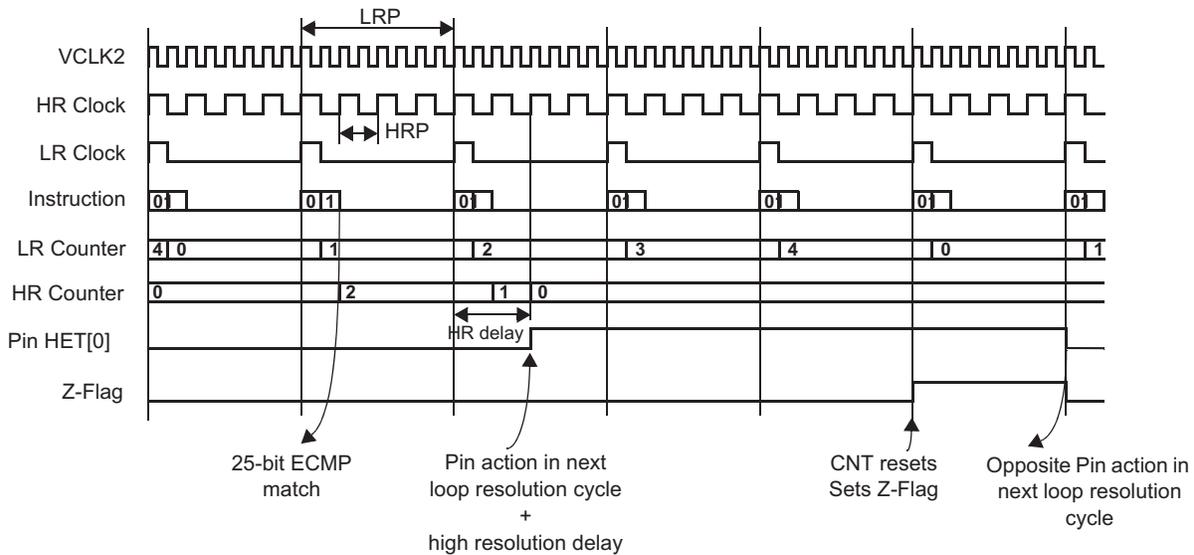 LRP
VCLK2
HR Clock
HRP
LR Clock
Instruction 01 0 1 01 01 01 01 01
LR Counter 4 0 1 2 3 4 0 1
HR Counter 0 2 1 0
HR delay
Pin HET[0]
Z-Flag
25-bit ECMP
match
Pin action in next
loop resolution cycle
+
high resolution delay
CNT resets
Sets Z-Flag
Opposite Pin action in
next loop resolution
cycle